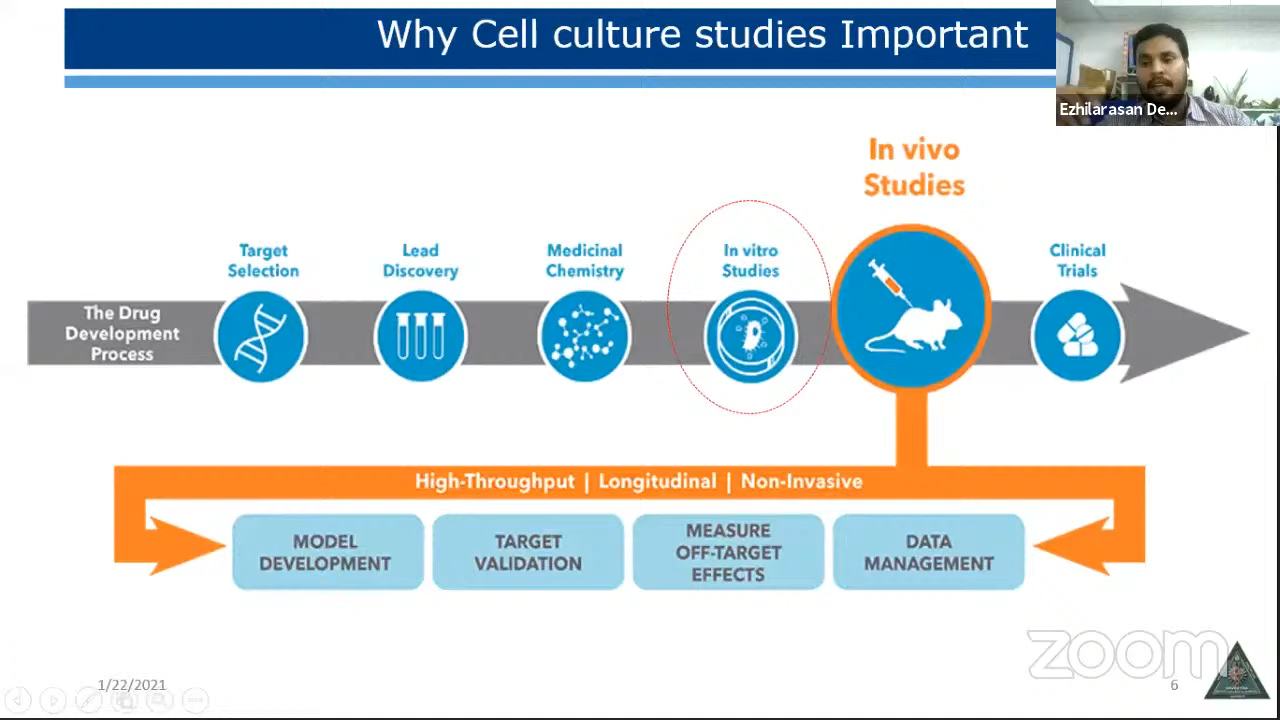 Why Cell culture studies Important
Ezhilarasan De...
In vivo
Studies
Target
Selection
Lead
Discovery
Medicinal
Chemistry
In vitro
Studies
Clinical
Trials
The Drug
Development
Process
High-Throughput | Longitudinal | Non-Invasive
MODEL
DEVELOPMENT
TARGET
VALIDATION
MEASURE
OFF-TARGET
EFFECTS
DATA
MANAGEMENT
zoom
1/22/2021
6